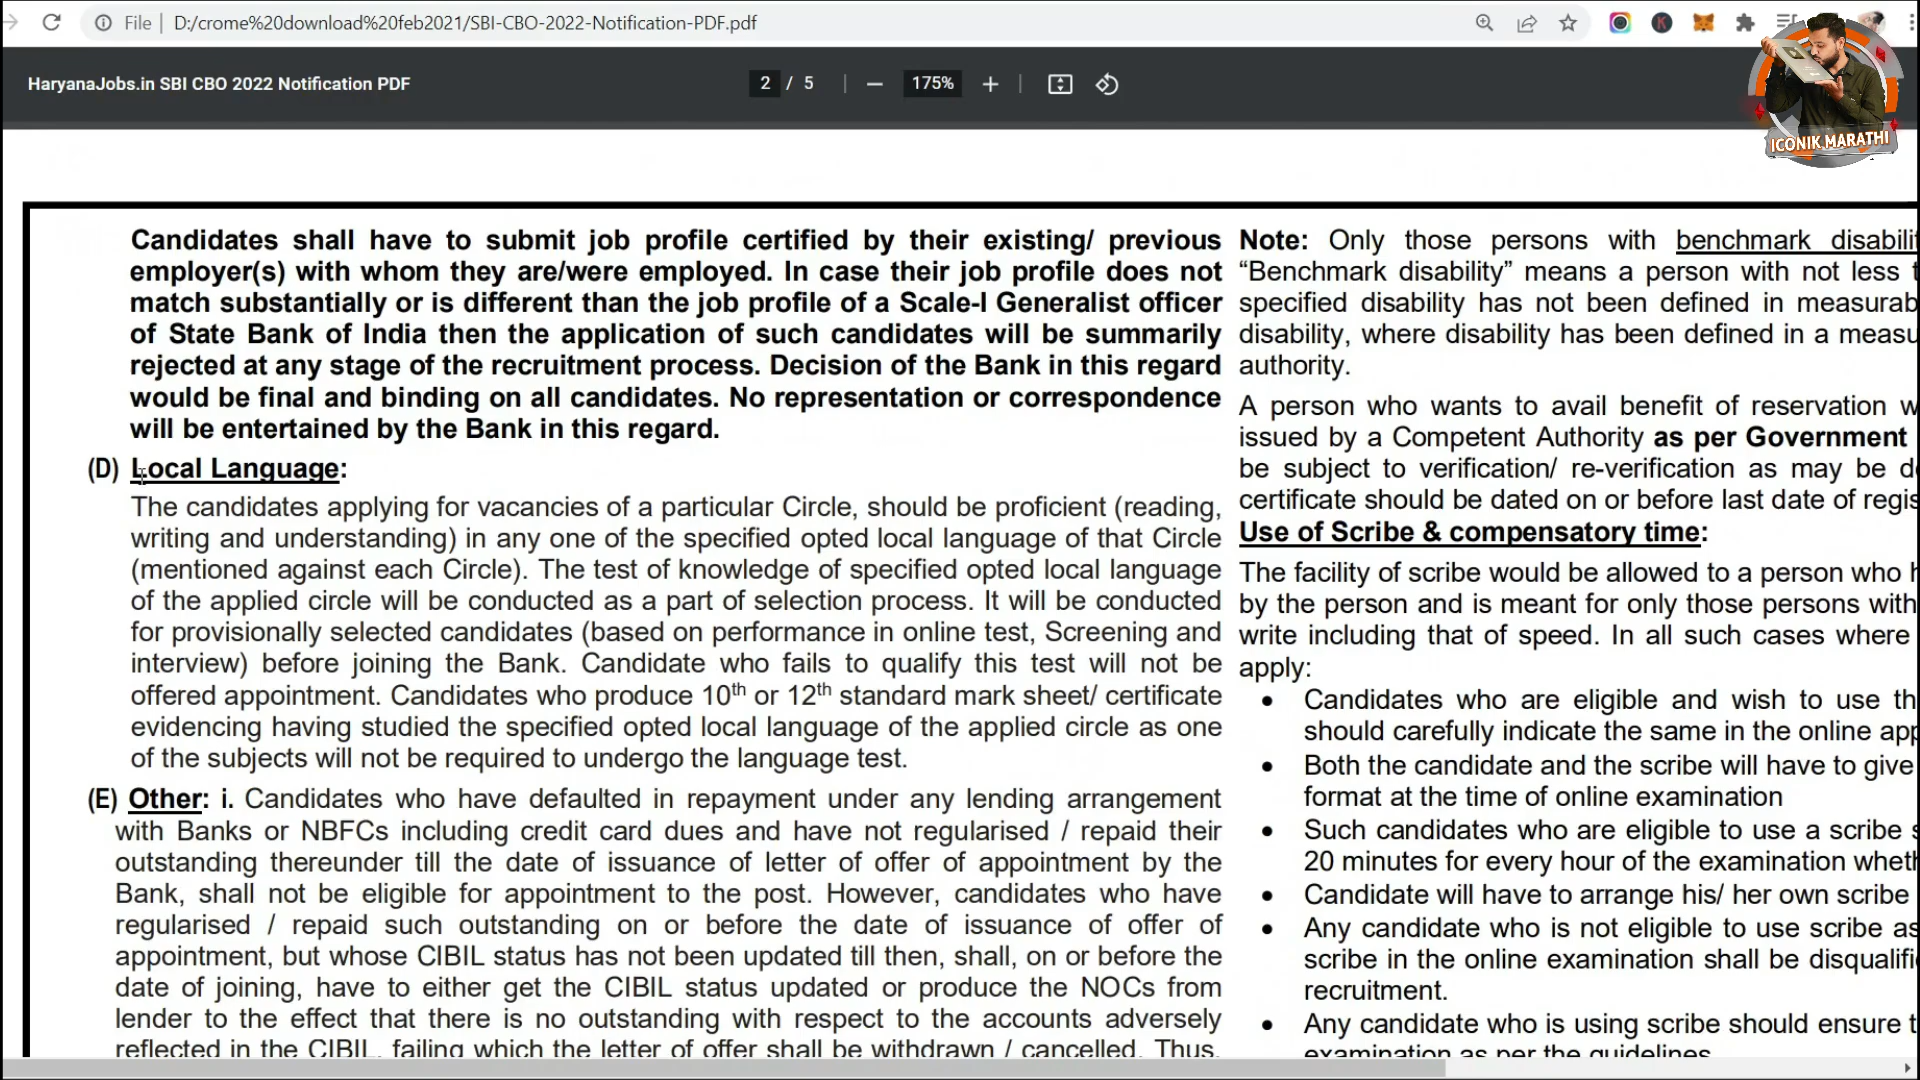 File | D:/crome%20download%20feb2021/SBI-CBO-2022-Notification-PDF.pdf
HaryanaJobs.in SBI CBO 2022 Notification PDF
2 / 5
175%
ICONIK MARATHI
Candidates shall have to submit job profile certified by their existing/ previous
employer(s) with whom they are/were employed. In case their job profile does not
match substantially or is different than the job profile of a Scale-I Generalist officer
of State Bank of India then the application of such candidates will be summarily
rejected at any stage of the recruitment process. Decision of the Bank in this regard
would be final and binding on all candidates. No representation or correspondence
will be entertained by the Bank in this regard.
(D) Local Language:
The candidates applying for vacancies of a particular Circle, should be proficient (reading,
writing and understanding) in any one of the specified opted local language of that Circle
(mentioned against each Circle). The test of knowledge of specified opted local language
of the applied circle will be conducted as a part of selection process. It will be conducted
for provisionally selected candidates (based on performance in online test, Screening and
interview) before joining the Bank. Candidate who fails to qualify this test will not be
offered appointment. Candidates who produce 10th or 12th standard mark sheet/ certificate
evidencing having studied the specified opted local language of the applied circle as one
of the subjects will not be required to undergo the language test.
(E) Other: i. Candidates who have defaulted in repayment under any lending arrangement
with Banks or NBFCs including credit card dues and have not regularised / repaid their
outstanding thereunder till the date of issuance of letter of offer of appointment by the
Bank, shall not be eligible for appointment to the post. However, candidates who have
regularised / repaid such outstanding on or before the date of issuance of offer of
appointment, but whose CIBIL status has not been updated till then, shall, on or before the
date of joining, have to either get the CIBIL status updated or produce the NOCs from
lender to the effect that there is no outstanding with respect to the accounts adversely
reflected in the CIBIL, failing which the letter of offer shall be withdrawn / cancelled. Thus,
Note: Only those persons with benchmark
"Benchmark disability" means a person with not less
specified disability has not been defined in
disability, where disability has been defined in a
authority.
A person who wants to avail benefit of reservation
issued by a Competent Authority as per Government
be subject to verification/ re-verification as may be
certificate should be dated on or before last date of
Use of Scribe & compensatory time:
The facility of scribe would be allowed to a person who
by the person and is meant for only those persons with
write including that of speed. In all such cases where
apply:
• Candidates who are eligible and wish to use
should carefully indicate the same in the online
• Both the candidate and the scribe will have to give
format at the time of online examination
• Such candidates who are eligible to use a scribe
20 minutes for every hour of the examination
• Candidate will have to arrange his/ her own scribe
• Any candidate who is not eligible to use scribe
scribe in the online examination shall be
recruitment.
• Any candidate who is using scribe should ensure
examination as per the guidelines